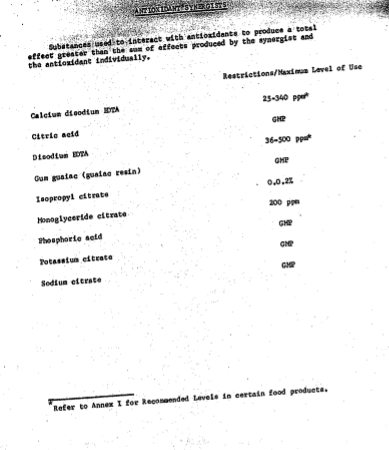 ANTIOXIDANT SYNERGISTS
Substances used to interact with antioxidants to produce a total
effect greater than the sum of effects produced by the synergist and
the antioxidant individually.
Restrictions/Maximum Level of Use
Calcium disodium EDTA 25-340 ppm*
Citric acid GMP
Disodium EDTA 36-500 ppm*
Gum guaiac (guaiac resin) GMP
Isopropyl citrate 0.0.2%
Monoglyceride citrate 200 ppm
Phosphoric acid GMP
Potassium citrate GMP
Sodium citrate GMP
*Refer to Annex I for Recommended Levels in certain food products.